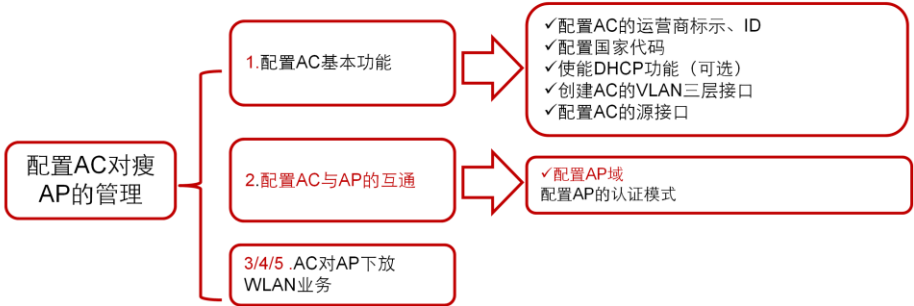 配置AC对瘦
AP的管理
1.配置AC基本功能
✓配置AC的运营商标示、ID
✓配置国家代码
✓使能DHCP功能（可选）
✓创建AC的VLAN三层接口
✓配置AC的源接口
2.配置AC与AP的互通
✓配置AP域
配置AP的认证模式
3/4/5 .AC对AP下放
WLAN业务